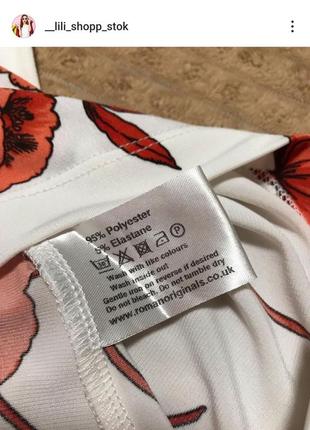 __lili_shopp_stok
95% Polyester
5% Elastane
P
Wash with like colours
Wash inside out
Gentle iron on reverse if desired
Do not bleach. Do not tumble dry
www.romanoriginals.co.uk